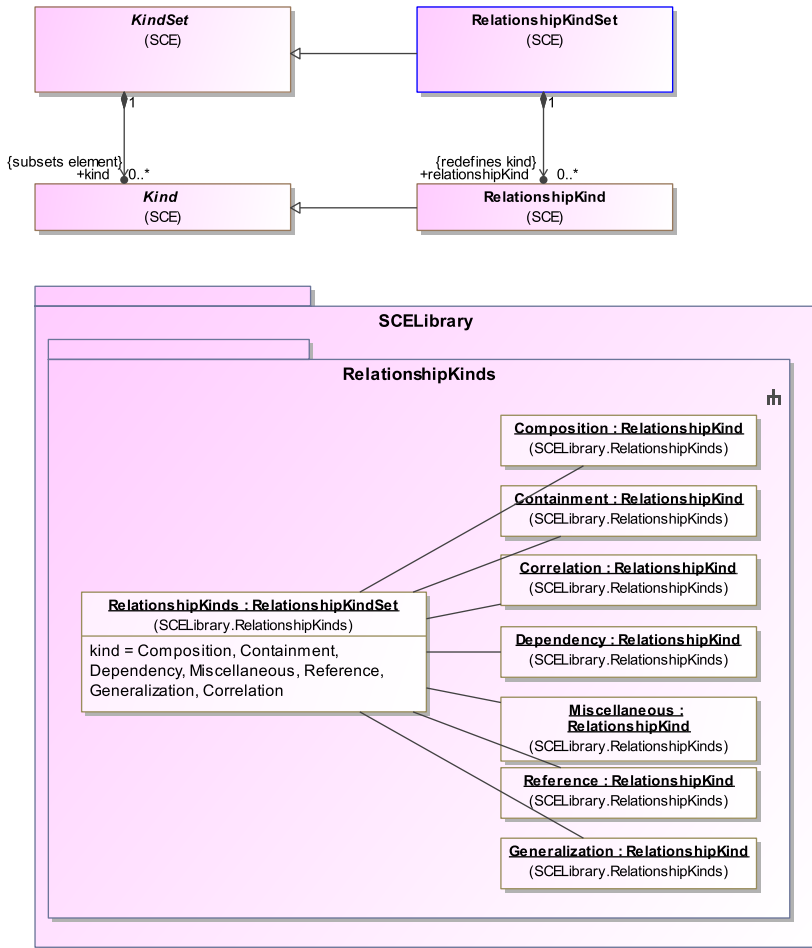 KindSet
(SCE)
RelationshipKindSet
(SCE)
1
1
{subsets element}
+kind
0..*
{redefines kind}
+relationshipKind
0..*
Kind
(SCE)
RelationshipKind
(SCE)
SCELibrary
RelationshipKinds
Composition : RelationshipKind
(SCELibrary.RelationshipKinds)
Containment : RelationshipKind
(SCELibrary.RelationshipKinds)
Correlation : RelationshipKind
(SCELibrary.RelationshipKinds)
RelationshipKinds : RelationshipKindSet
(SCELibrary.RelationshipKinds)
kind = Composition, Containment,
Dependency, Miscellaneous, Reference,
Generalization, Correlation
Dependency : RelationshipKind
(SCELibrary.RelationshipKinds)
Miscellaneous :
RelationshipKind
(SCELibrary.RelationshipKinds)
Reference : RelationshipKind
(SCELibrary.RelationshipKinds)
Generalization : RelationshipKind
(SCELibrary.RelationshipKinds)